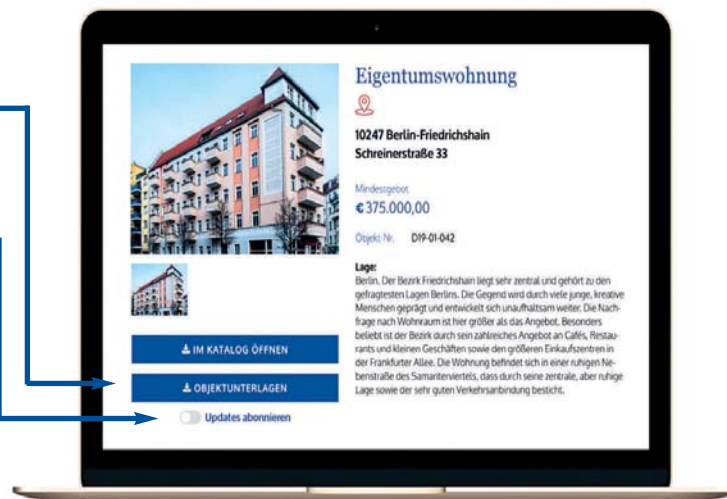 Eigentumswohnung
10247 Berlin-Friedrichshain
Schreinerstraße 33
Mindestgebot
€375.000,00
Objekt-Nr. D19-01-042
Lage:
Berlin. Der Bezirk Friedrichshain liegt sehr zentral und gehört zu den
gefragtesten Lagen Berlins. Die Gegend wird durch viele junge, kreative
Menschen geprägt und entwickelt sich unaufhaltsam weiter. Die Nach-
frage nach Wohnraum ist hier größer als das Angebot. Besonders
beliebt ist der Bezirk durch sein zahlreiches Angebot an Cafés, Restau-
rants und kleinen Geschäften sowie den größeren Einkaufszentren in
der Frankfurter Allee. Die Wohnung befindet sich in einer ruhigen Ne-
benstraße des Samariterviertels, dass durch seine zentrale, aber ruhige
Lage sowie der sehr guten Verkehrsanbindung besticht.
IM KATALOG ÖFFNEN
OBJEKTUNTERLAGEN
Updates abonnieren